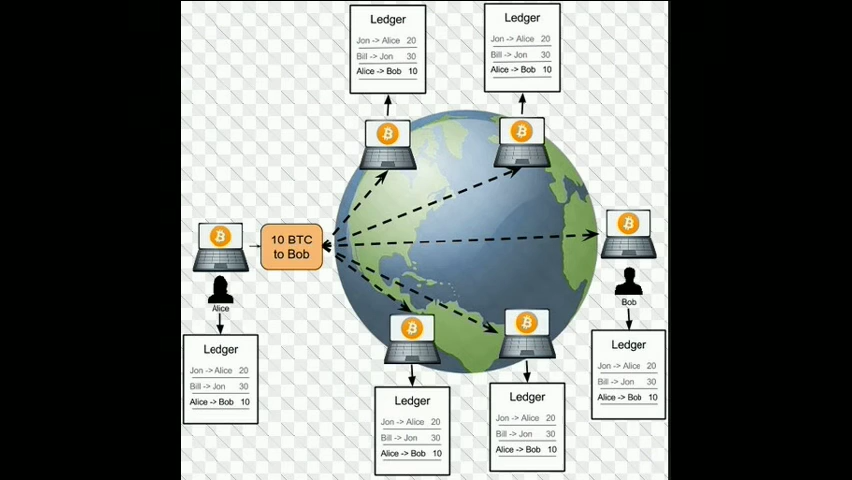 Ledger
Jon -> Alice 20
Bill -> Jon 30
Alice -> Bob 10
Ledger
Jon -> Alice 20
Bill -> Jon 30
Alice -> Bob 10
10 BTC
to Bob
Alice
Bob
Ledger
Jon -> Alice 20
Bill -> Jon 30
Alice -> Bob 10
Ledger
Jon -> Alice 20
Bill -> Jon 30
Alice -> Bob 10
Ledger
Jon -> Alice 20
Bill -> Jon 30
Alice -> Bob 10
Ledger
Jon -> Alice 20
Bill -> Jon 30
Alice -> Bob 10